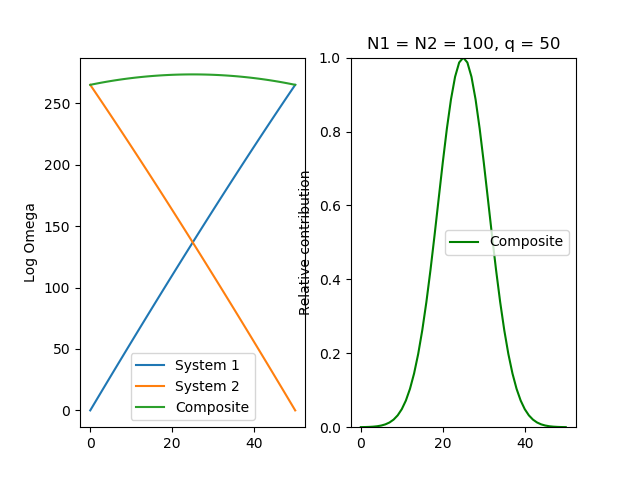 Log Omega
250
200
150
100
50
0
0
20
40
System 1
System 2
Composite
N1 = N2 = 100, q = 50
Relative contribution
1.0
0.8
0.6
0.4
0.2
0.0
0
20
40
Composite